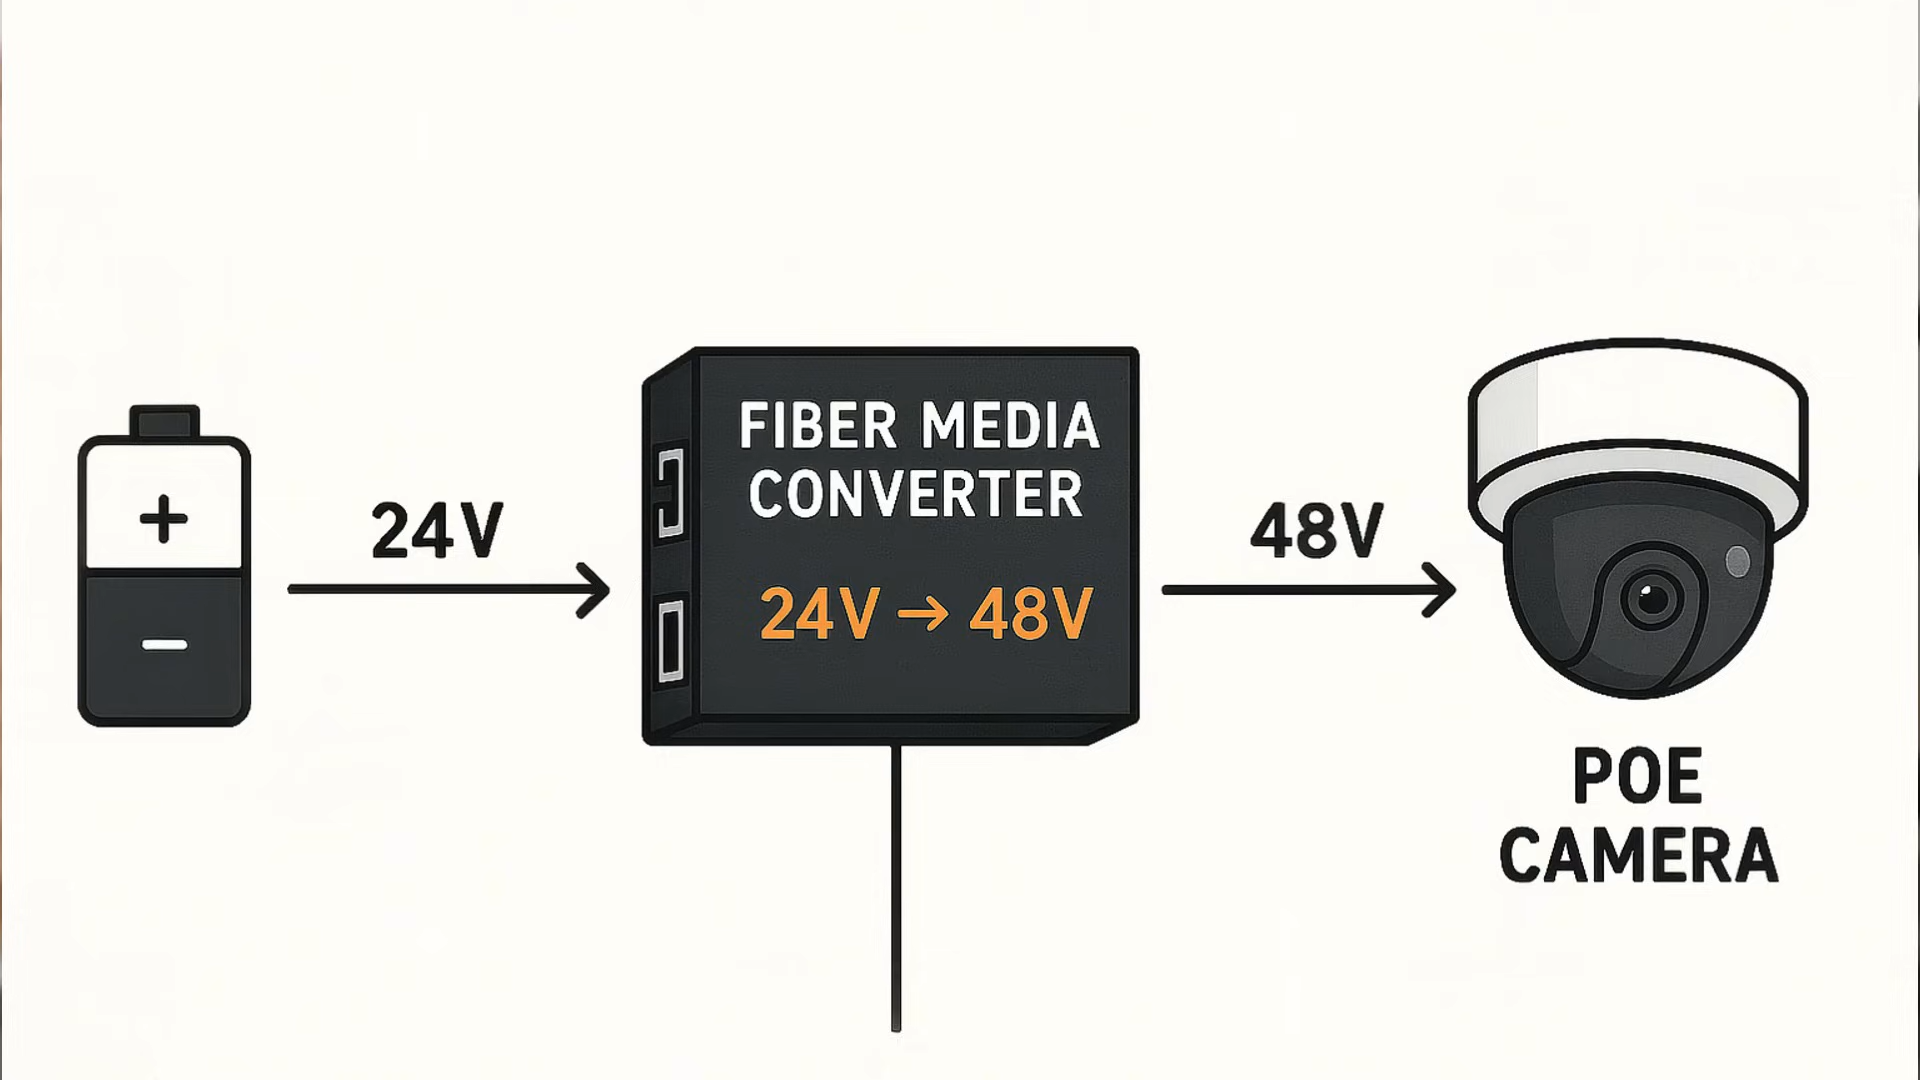 24V
FIBER MEDIA
CONVERTER
24V → 48V
48V
POE
CAMERA